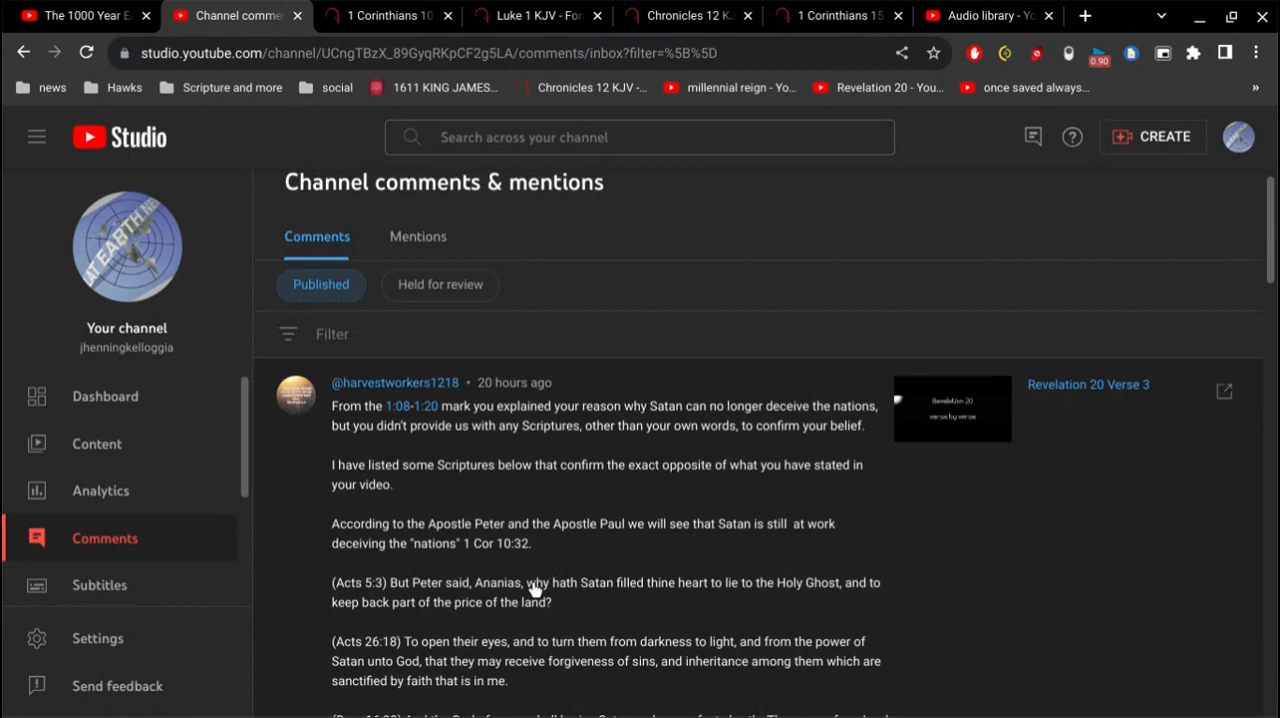 The 1000 Year E
Channel comme
1 Corinthians 10
Luke 1 KJV - For
Chronicles 12 K
1 Corinthians 15
Audio library - Yo
studio.youtube.com/channel/UCngTBzX_89GyqRKpCF2g5LA/comments/inbox?filter=%5B%5D
0.90
news
Hawks
Scripture and more
social
1611 KING JAMES...
Chronicles 12 KJV -...
millennial reign - Yo...
Revelation 20 - You...
once saved always...
»
Studio
Search across your channel
CREATE
Channel comments & mentions
AT EARTH NE
Your channel
jhenningkelloggia
Dashboard
Content
Analytics
Comments
Subtitles
Settings
Send feedback
Comments
Mentions
Published
Held for review
Filter
@harvestworkers1218 • 20 hours ago
From the 1:08-1:20 mark you explained your reason why Satan can no longer deceive the nations,
but you didn't provide us with any Scriptures, other than your own words, to confirm your belief.
I have listed some Scriptures below that confirm the exact opposite of what you have stated in
your video.
According to the Apostle Peter and the Apostle Paul we will see that Satan is still at work
deceiving the "nations" 1 Cor 10:32.
(Acts 5:3) But Peter said, Ananias, why hath Satan filled thine heart to lie to the Holy Ghost, and to
keep back part of the price of the land?
(Acts 26:18) To open their eyes, and to turn them from darkness to light, and from the power of
Satan unto God, that they may receive forgiveness of sins, and inheritance among them which are
sanctified by faith that is in me.
Revelation 20
verse by verse
Revelation 20 Verse 3